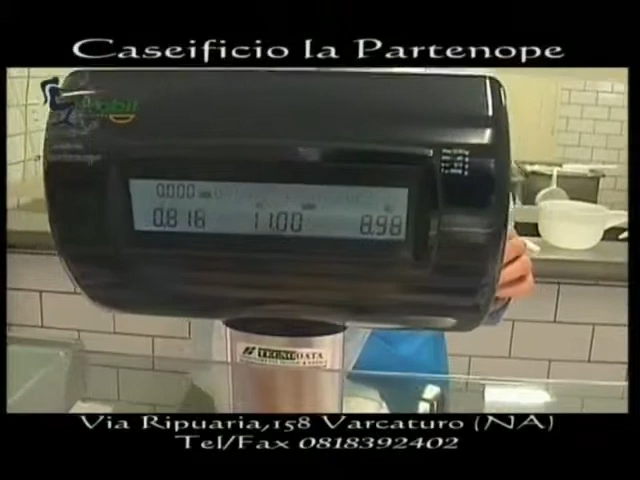 Caseificio la Partenope
0.000
0.816 11.00 8.98
TECNODATA
Via Ripuaria,158 Varcaturo (NA)
Tel/Fax 0818392402